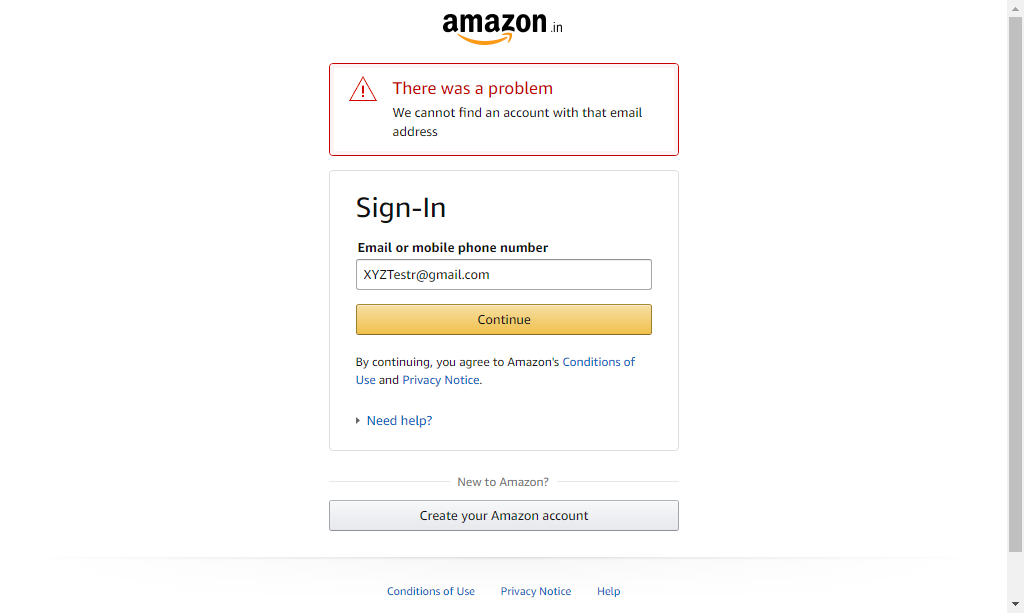 amazon.in
There was a problem
We cannot find an account with that email
address
Sign-In
Email or mobile phone number
XYZTestr@gmail.com
Continue
By continuing, you agree to Amazon's Conditions of
Use and Privacy Notice.
Need help?
New to Amazon?
Create your Amazon account
Conditions of Use Privacy Notice Help